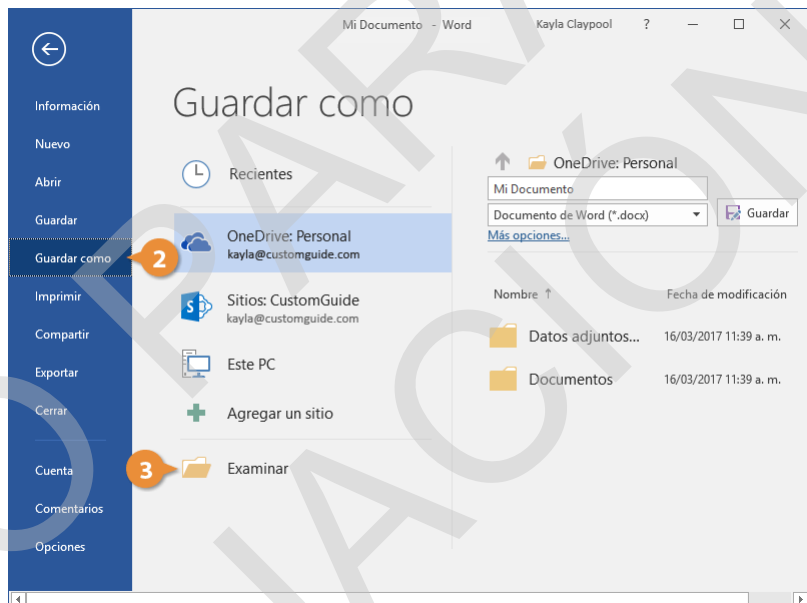 Mi Documento - Word Kayla Claypool ?
Información
Nuevo
Abrir
Guardar
Guardar como
Imprimir
Compartir
Exportar
Cerrar
Cuenta
Comentarios
Opciones
2
3
Guardar como
Recientes
OneDrive: Personal
kayla@customguide.com
Sitios: CustomGuide
kayla@customguide.com
Este PC
Agregar un sitio
Examinar
OneDrive: Personal
Mi Documento
Documento de Word (*.docx)
Guardar
Más opciones...
Nombre ↑ Fecha de modificación
Datos adjuntos... 16/03/2017 11:39 a. m.
Documentos 16/03/2017 11:39 a. m.